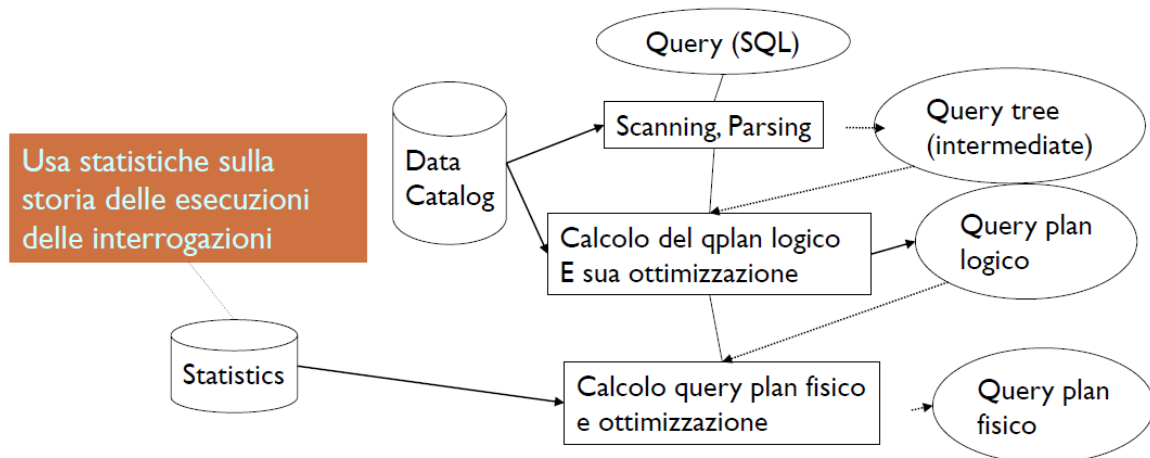 Query (SQL)
Scanning, Parsing
Query tree
(intermediate)
Data
Catalog
Usa statistiche sulla
storia delle esecuzioni
delle interrogazioni
Calcolo del qplan logico
E sua ottimizzazione
Query plan
logico
Statistics
Calcolo query plan fisico
e ottimizzazione
Query plan
fisico